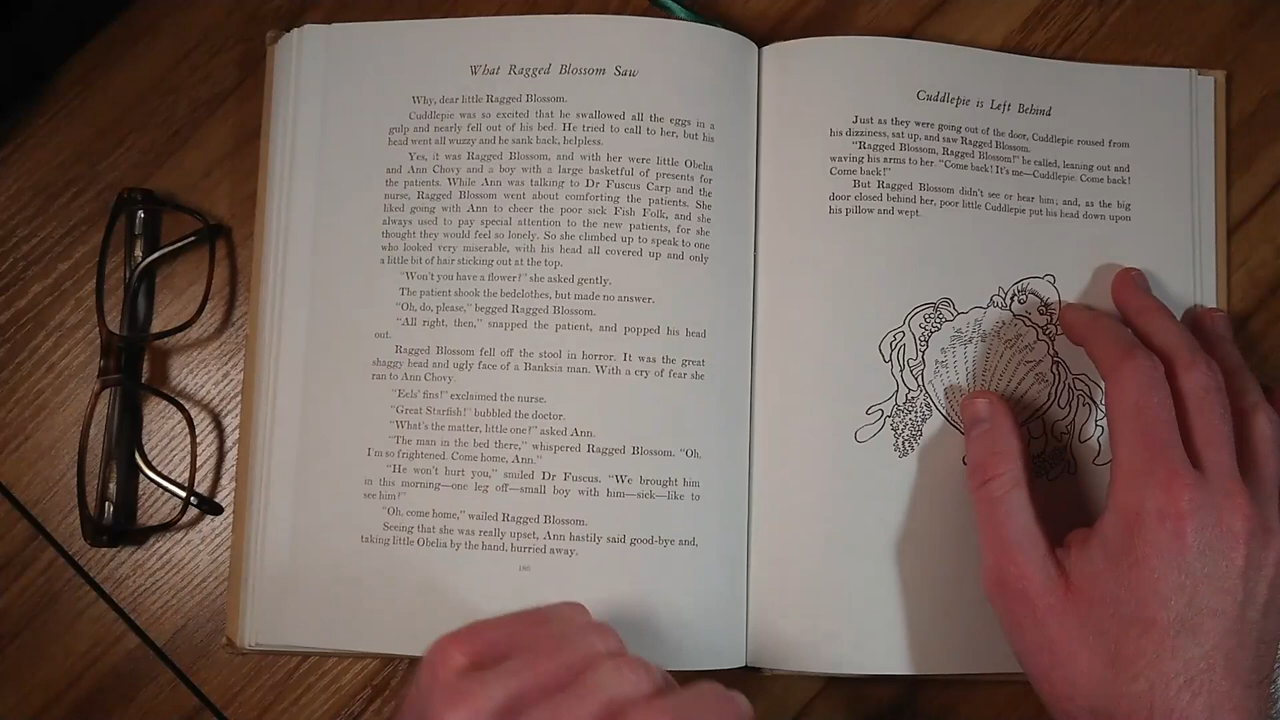 What Ragged Blossom Saw
Why, dear little Ragged Blossom.
Cuddlepie was so excited that he swallowed all the eggs in a
gulp and nearly fell out of his bed. He tried to call to her, but his
head went all wuzzy and he sank back, helpless.
Yes, it was Ragged Blossom, and with her were little Obelia
and Ann Chovy and a boy with a large basketful of presents for
the patients. While Ann was talking to Dr Fuscus Carp and the
nurse, Ragged Blossom went about comforting the patients. She
liked going with Ann to cheer the poor sick Fish Folk, and she
always used to pay special attention to the new patients, for she
thought they would feel so lonely. So she climbed up to speak to one
who looked very miserable, with his head all covered up and only
a little bit of hair sticking out at the top.
"Won't you have a flower?" she asked gently.
The patient shook the bedclothes, but made no answer.
"Oh, do, please," begged Ragged Blossom.
"All right, then," snapped the patient, and popped his head
out.
Ragged Blossom fell off the stool in horror. It was the great
shaggy head and ugly face of a Banksia man. With a cry of fear she
ran to Ann Chovy.
"Eels' fins!" exclaimed the nurse.
"Great Starfish!" bubbled the doctor.
"What's the matter, little one?" asked Ann.
"The man in the bed there," whispered Ragged Blossom. "Oh,
I'm so frightened. Come home, Ann."
"He won't hurt you," smiled Dr Fuscus. "We brought him
in this morning—one leg off—small boy with him—sick—like to
see him?"
"Oh, come home," wailed Ragged Blossom.
Seeing that she was really upset, Ann hastily said good-bye and,
taking little Obelia by the hand, hurried away.
186
Cuddlepie is Left Behind
Just as they were going out of the door, Cuddlepie roused from
his dizziness, sat up, and saw Ragged Blossom.
"Ragged Blossom, Ragged Blossom!" he called, leaning out and
waving his arms to her. "Come back! It's me—Cuddlepie. Come back!
Come back!"
But Ragged Blossom didn't see or hear him; and, as the big
door closed behind her, poor little Cuddlepie put his head down upon
his pillow and wept.